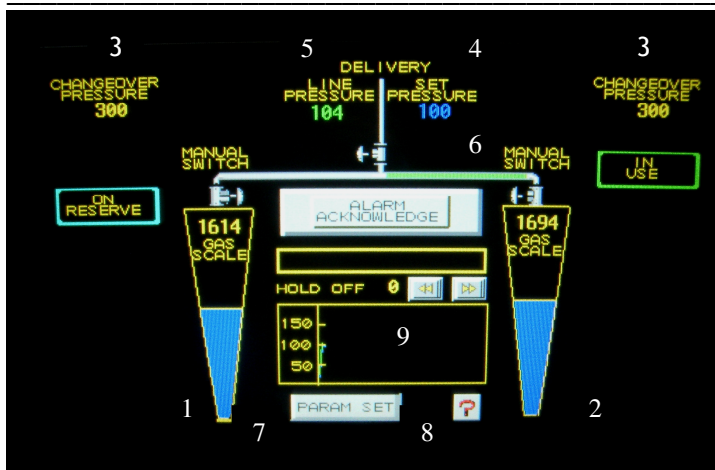 3 5 4 3
DELIVERY
CHANGEOVER
PRESSURE
300
LINE
PRESSURE
104
SET
PRESSURE
100
CHANGEOVER
PRESSURE
300
6
MANUAL
SWITCH
MANUAL
SWITCH
IN
USE
ON
RESERVE
1614
GAS
SCALE
ALARM
ACKNOWLEDGE
1694
GAS
SCALE
HOLD OFF 0
150
100
50
9
1
7
PARAM SET
8
?
2